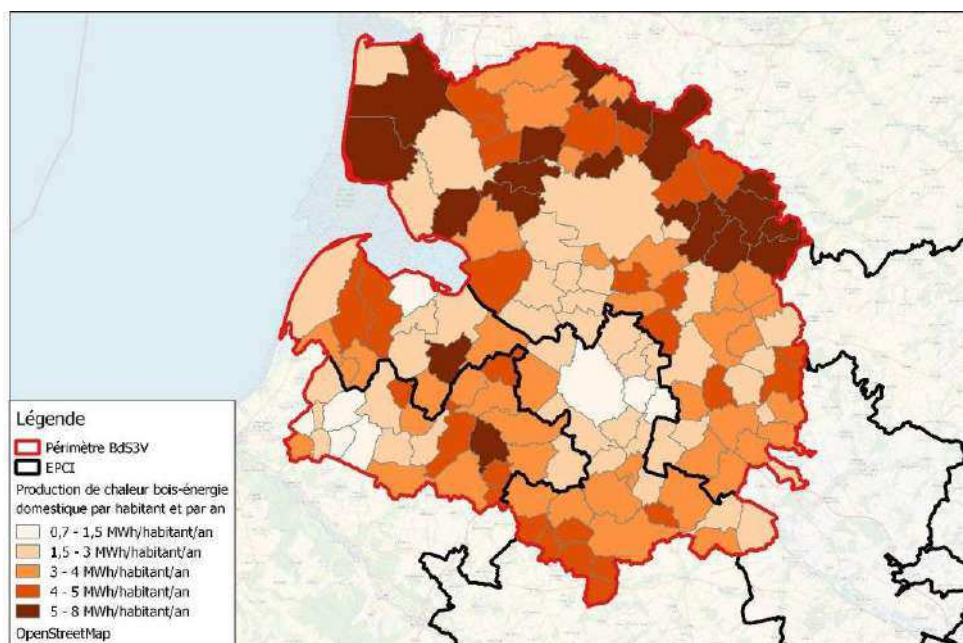 Légende
Périmètre BdS3V
EPCI
Production de chaleur bois-énergie
domestique par habitant et par an
0,7 - 1,5 MWh/habitant/an
1,5 - 3 MWh/habitant/an
3 - 4 MWh/habitant/an
4 - 5 MWh/habitant/an
5 - 8 MWh/habitant/an
OpenStreetMap